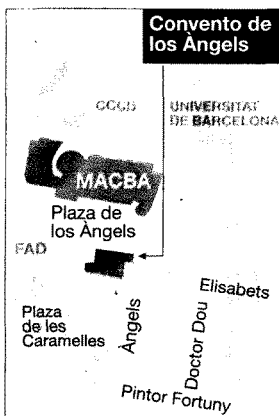 Convento de
los Àngels
CCCB
UNIVERSITAT
DE BARCELONA
MACBA
Plaza de
los Àngels
FAD
Elisabets
Plaza
de les
Caramelles
Àngels
Doctor Dou
Pintor Fortuny